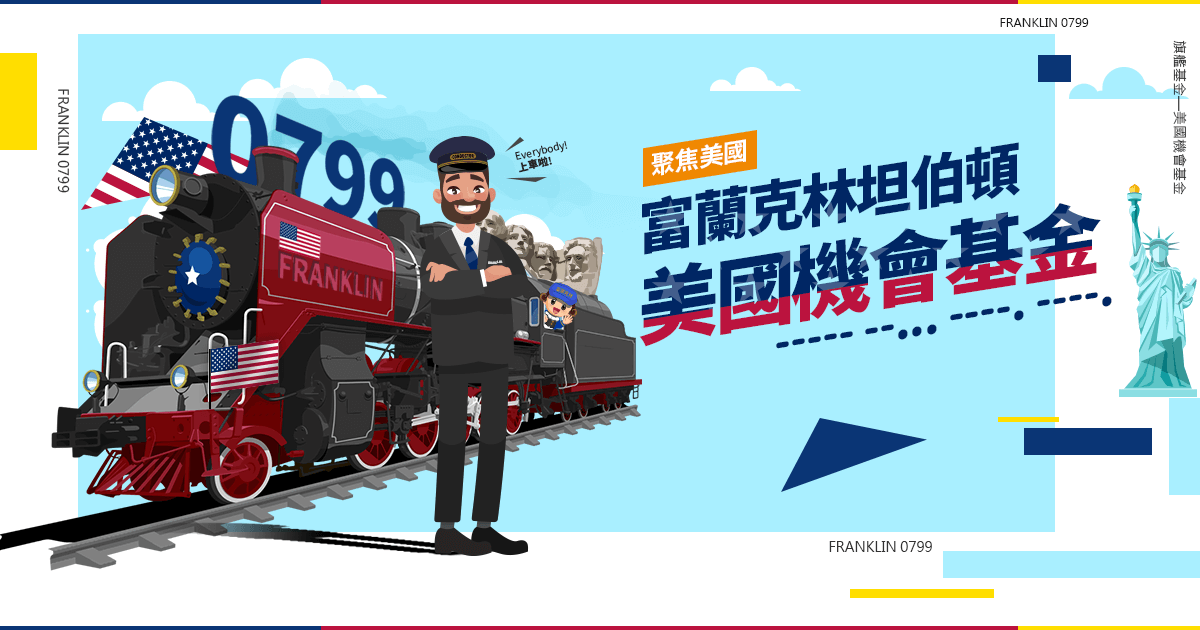 FRANKLIN 0799
旗艦基金—美國機會基金
FRANKLIN 0799
0799
Everybody!
上車啦!
聚焦美國
富蘭克林坦伯頓
美國機會基金
FRANKLIN
FRANKLIN 0799